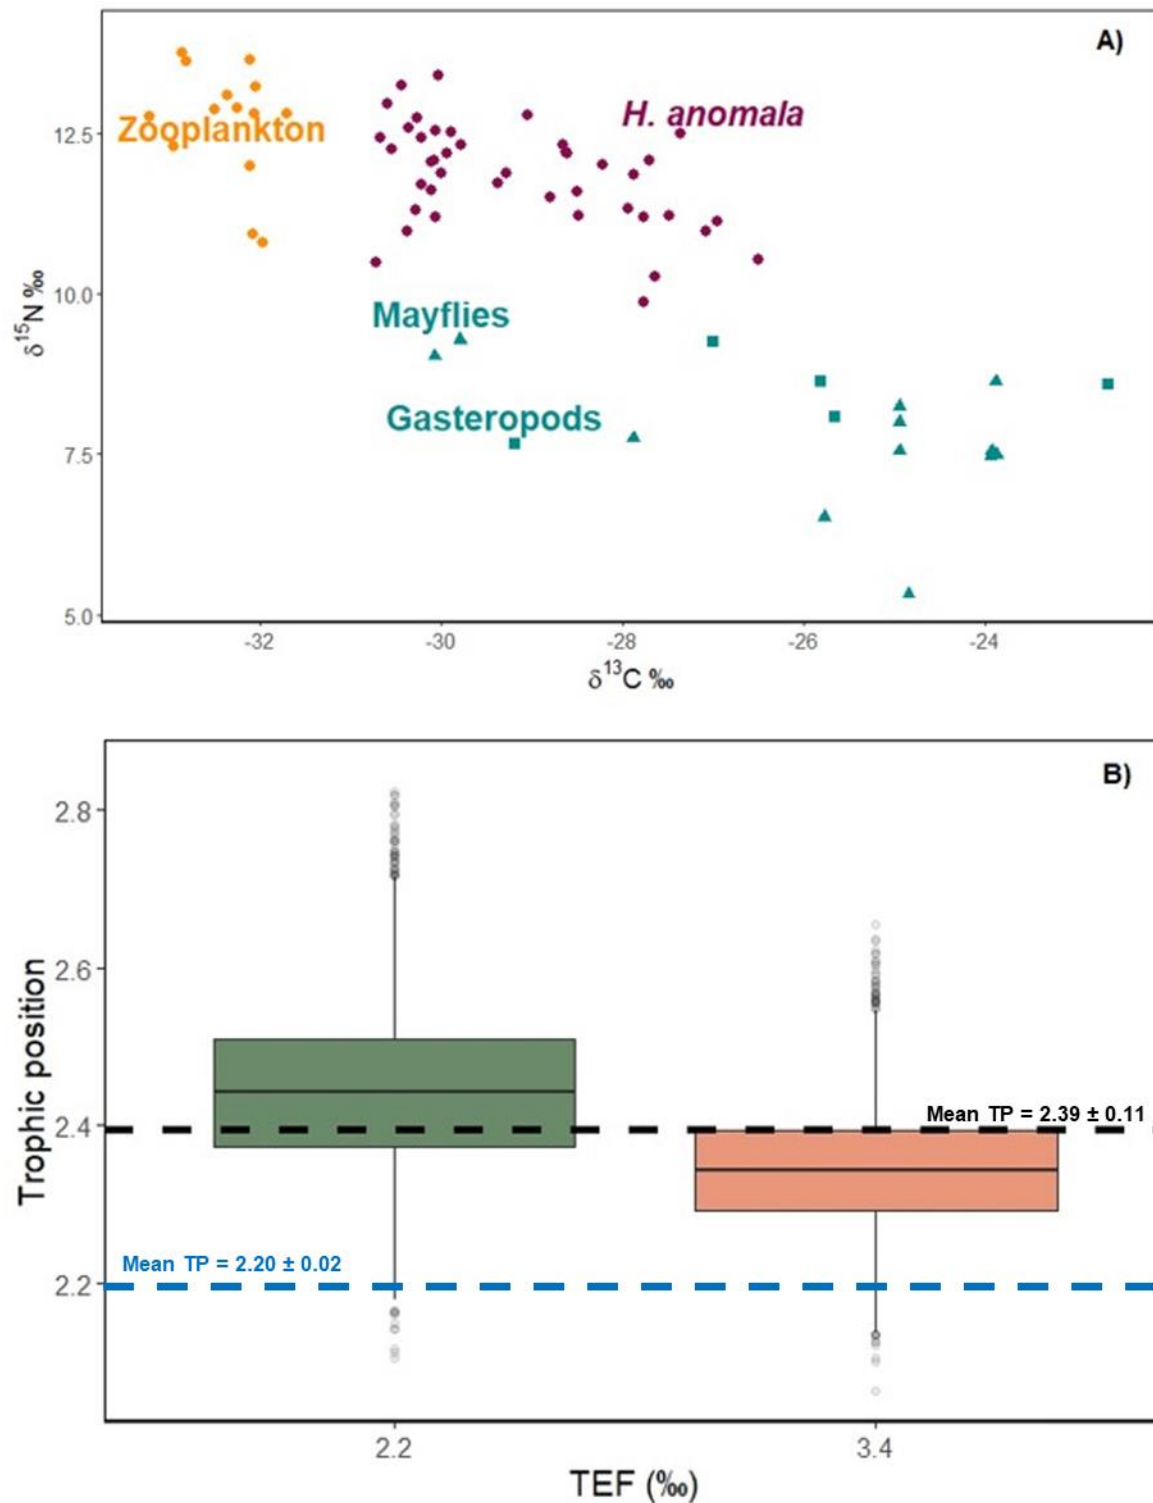 A)
Zooplankton
H. anomala
Mayflies
Gasteropods
12.5
10.0
7.5
5.0
δ¹⁵N ‰
-32 -30 -28 -26 -24
δ¹³C ‰
B)
2.8
2.6
2.4
2.2
Trophic position
Mean TP = 2.39 ± 0.11
Mean TP = 2.20 ± 0.02
2.2 3.4
TEF (‰)